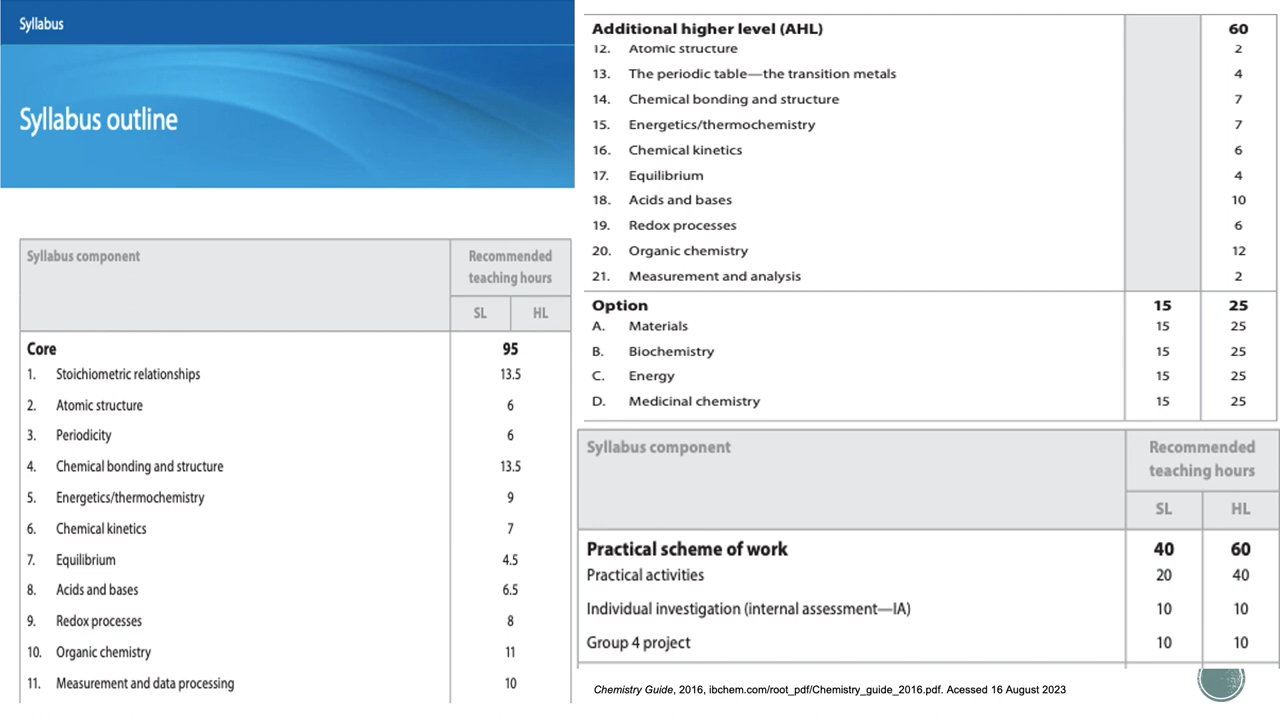 Syllabus
Syllabus outline
Syllabus component
Recommended
teaching hours
SL HL
Core 95
1. Stoichiometric relationships 13.5
2. Atomic structure 6
3. Periodicity 6
4. Chemical bonding and structure 13.5
5. Energetics/thermochemistry 9
6. Chemical kinetics 7
7. Equilibrium 4.5
8. Acids and bases 6.5
9. Redox processes 8
10. Organic chemistry 11
11. Measurement and data processing 10
Additional higher level (AHL) 60
12. Atomic structure 2
13. The periodic table—the transition metals 4
14. Chemical bonding and structure 7
15. Energetics/thermochemistry 7
16. Chemical kinetics 6
17. Equilibrium 4
18. Acids and bases 10
19. Redox processes 6
20. Organic chemistry 12
21. Measurement and analysis 2
Option 15 25
A. Materials 15 25
B. Biochemistry 15 25
C. Energy 15 25
D. Medicinal chemistry 15 25
Syllabus component
Recommended
teaching hours
SL HL
Practical scheme of work 40 60
Practical activities 20 40
Individual investigation (internal assessment—IA) 10 10
Group 4 project 10 10
Chemistry Guide, 2016, ibchem.com/root_pdf/Chemistry_guide_2016.pdf. Acessed 16 August 2023